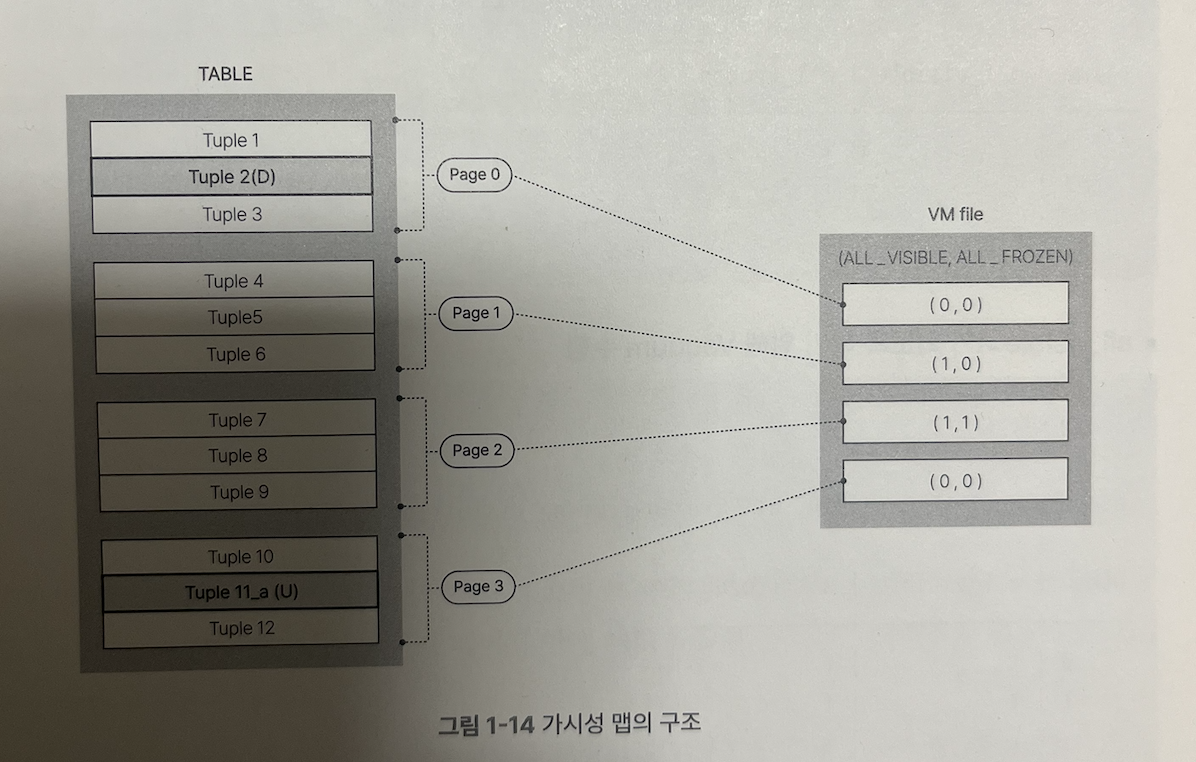 TABLE
Tuple 1
Tuple 2(D)
Tuple 3
Page 0
Tuple 4
Tuple5
Tuple 6
Page 1
Tuple 7
Tuple 8
Tuple 9
Page 2
Tuple 10
Tuple 11_a (U)
Tuple 12
Page 3
VM file
(ALL_VISIBLE, ALL_FROZEN)
(0,0)
(1,0)
(1,1)
(0,0)
그림 1-14 가시성 맵의 구조